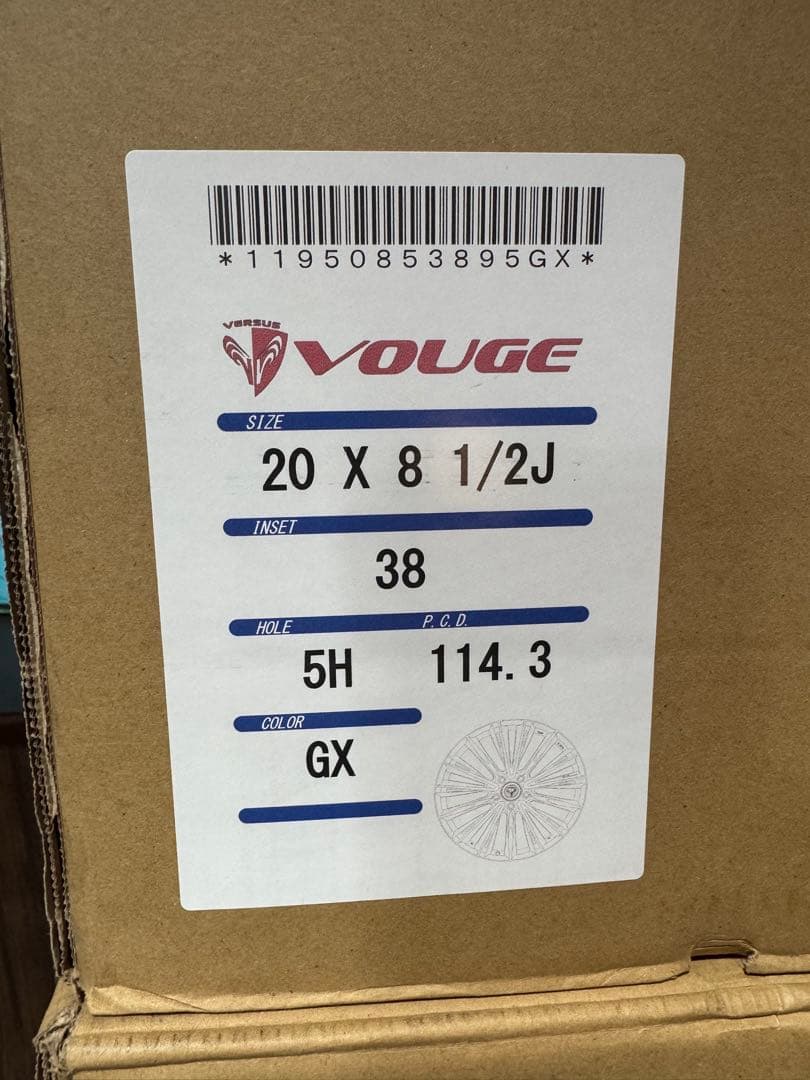 *11950853895GX*
VERSUS
VOUGE
SIZE
20 X 8 1/2J
INSET
38
HOLE P.C.D.
5H 114.3
COLOR
GX